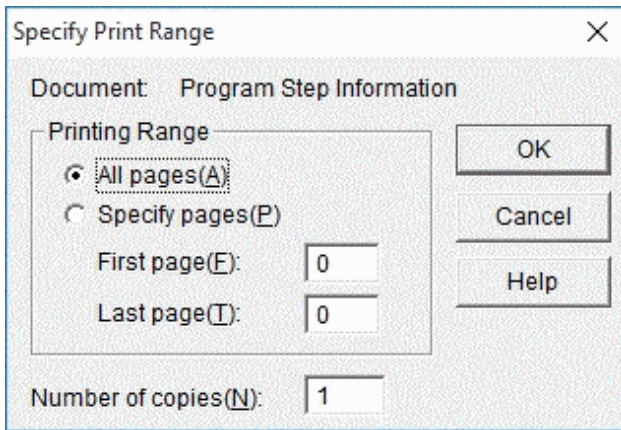 Specify Print Range
Document: Program Step Information
Printing Range
All pages(A)
Specify pages(P)
First page(F): 0
Last page(T): 0
Number of copies(N): 1
OK
Cancel
Help